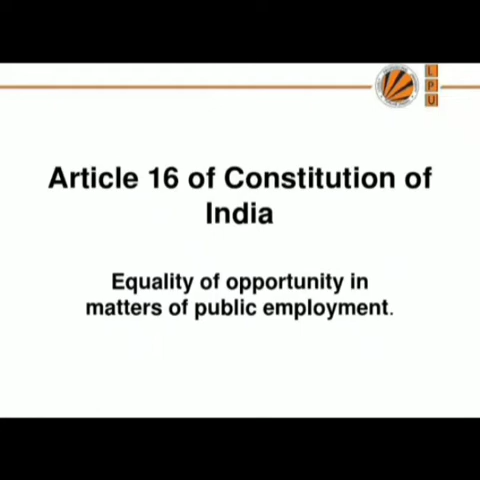 L
P
U
Article 16 of Constitution of
India
Equality of opportunity in
matters of public employment.